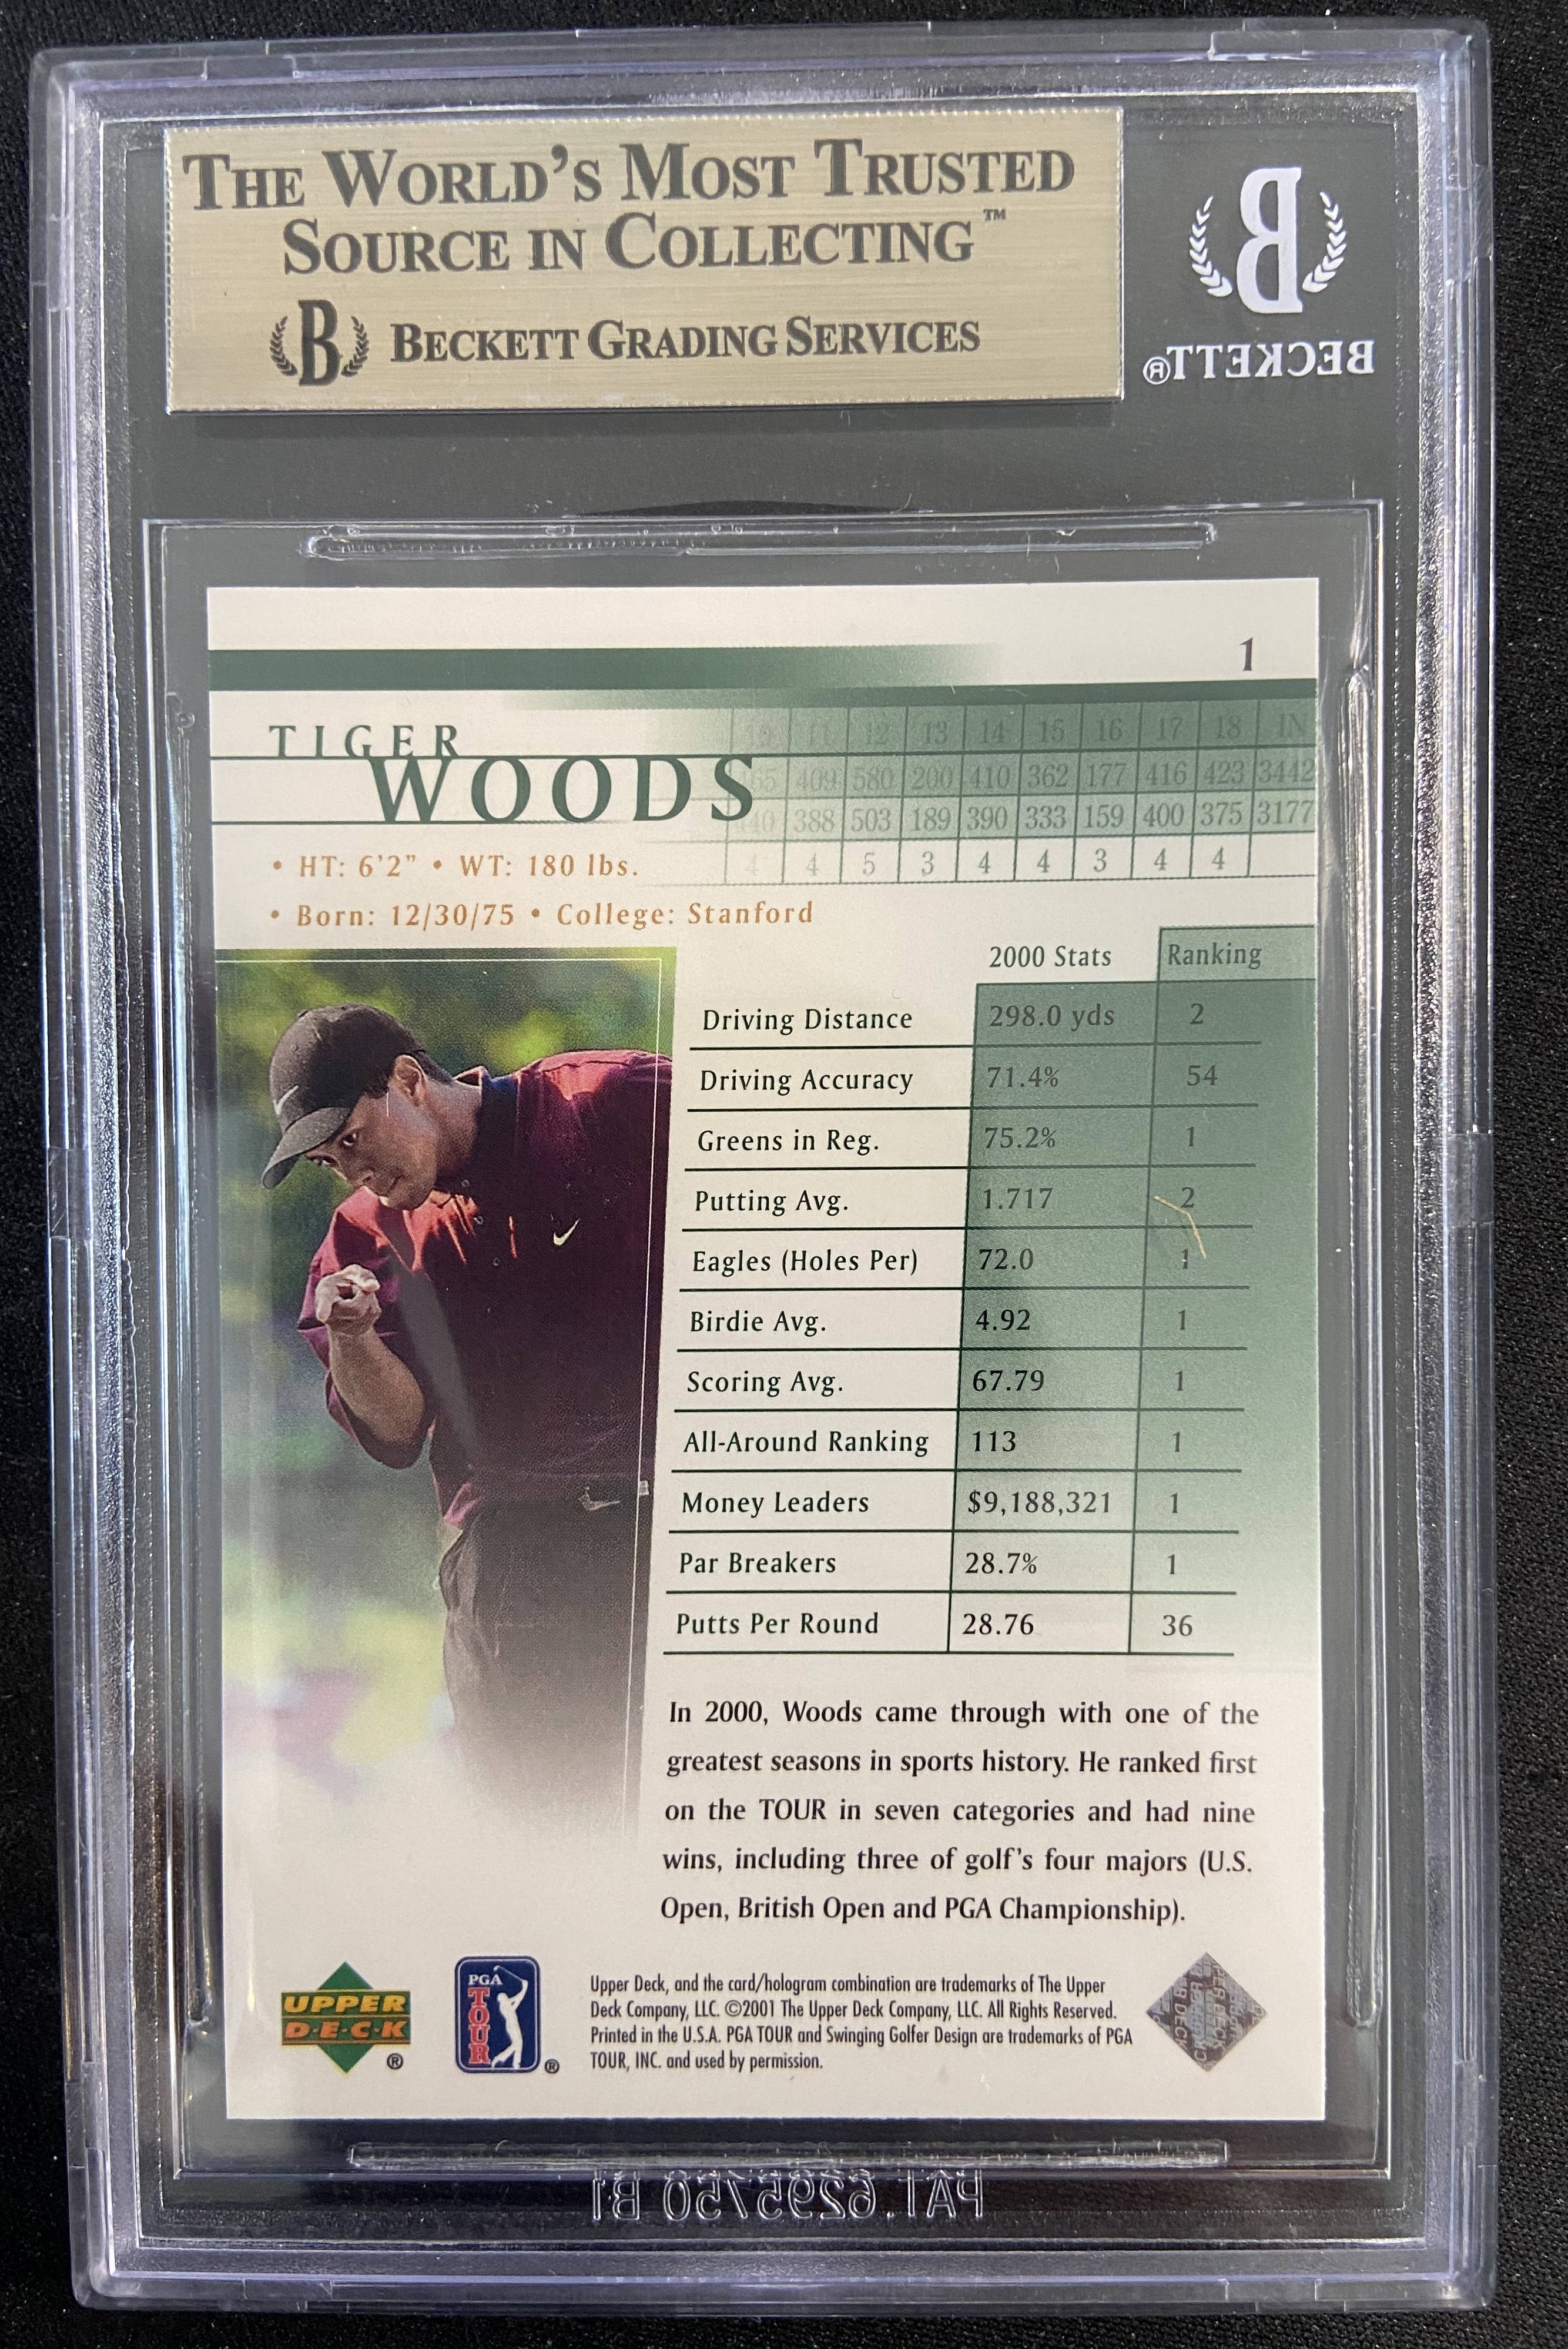 THE WORLD'S MOST TRUSTED
SOURCE IN COLLECTING™
B BECKETT GRADING SERVICES
B
BECKETT®
1
TIGER
WOODS
11 12 13 14 15 16 17 18 IN
409 580 200 410 362 177 416 423 3442
388 503 189 390 333 159 400 375 3177
4 4 5 3 4 4 3 4 4
• HT: 6'2" • WT: 180 lbs.
• Born: 12/30/75 • College: Stanford
2000 Stats Ranking
Driving Distance 298.0 yds 2
Driving Accuracy 71.4% 54
Greens in Reg. 75.2% 1
Putting Avg. 1.717 2
Eagles (Holes Per) 72.0 1
Birdie Avg. 4.92 1
Scoring Avg. 67.79 1
All-Around Ranking 113 1
Money Leaders $9,188,321 1
Par Breakers 28.7% 1
Putts Per Round 28.76 36
In 2000, Woods came through with one of the
greatest seasons in sports history. He ranked first
on the TOUR in seven categories and had nine
wins, including three of golf's four majors (U.S.
Open, British Open and PGA Championship).
UPPER
D·E·C·K®
PGA
TOUR®
Upper Deck, and the card/hologram combination are trademarks of The Upper
Deck Company, LLC. ©2001 The Upper Deck Company, LLC. All Rights Reserved.
Printed in the U.S.A. PGA TOUR and Swinging Golfer Design are trademarks of PGA
TOUR, INC. and used by permission.
PAT.6295750 B1